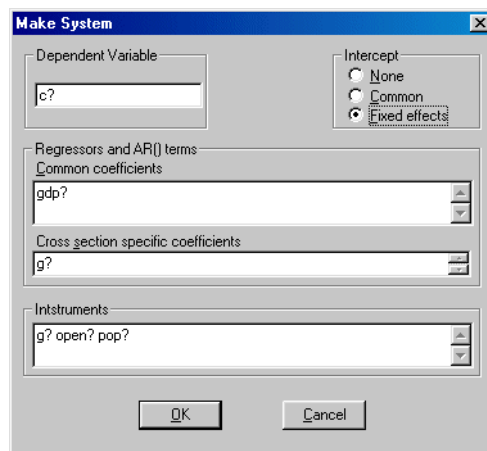 Make System
Dependent Variable
c?
Intercept
None
Common
Fixed effects
Regressors and AR() terms
Common coefficients
gdp?
Cross section specific coefficients
g?
Intstruments
g? open? pop?
OK
Cancel